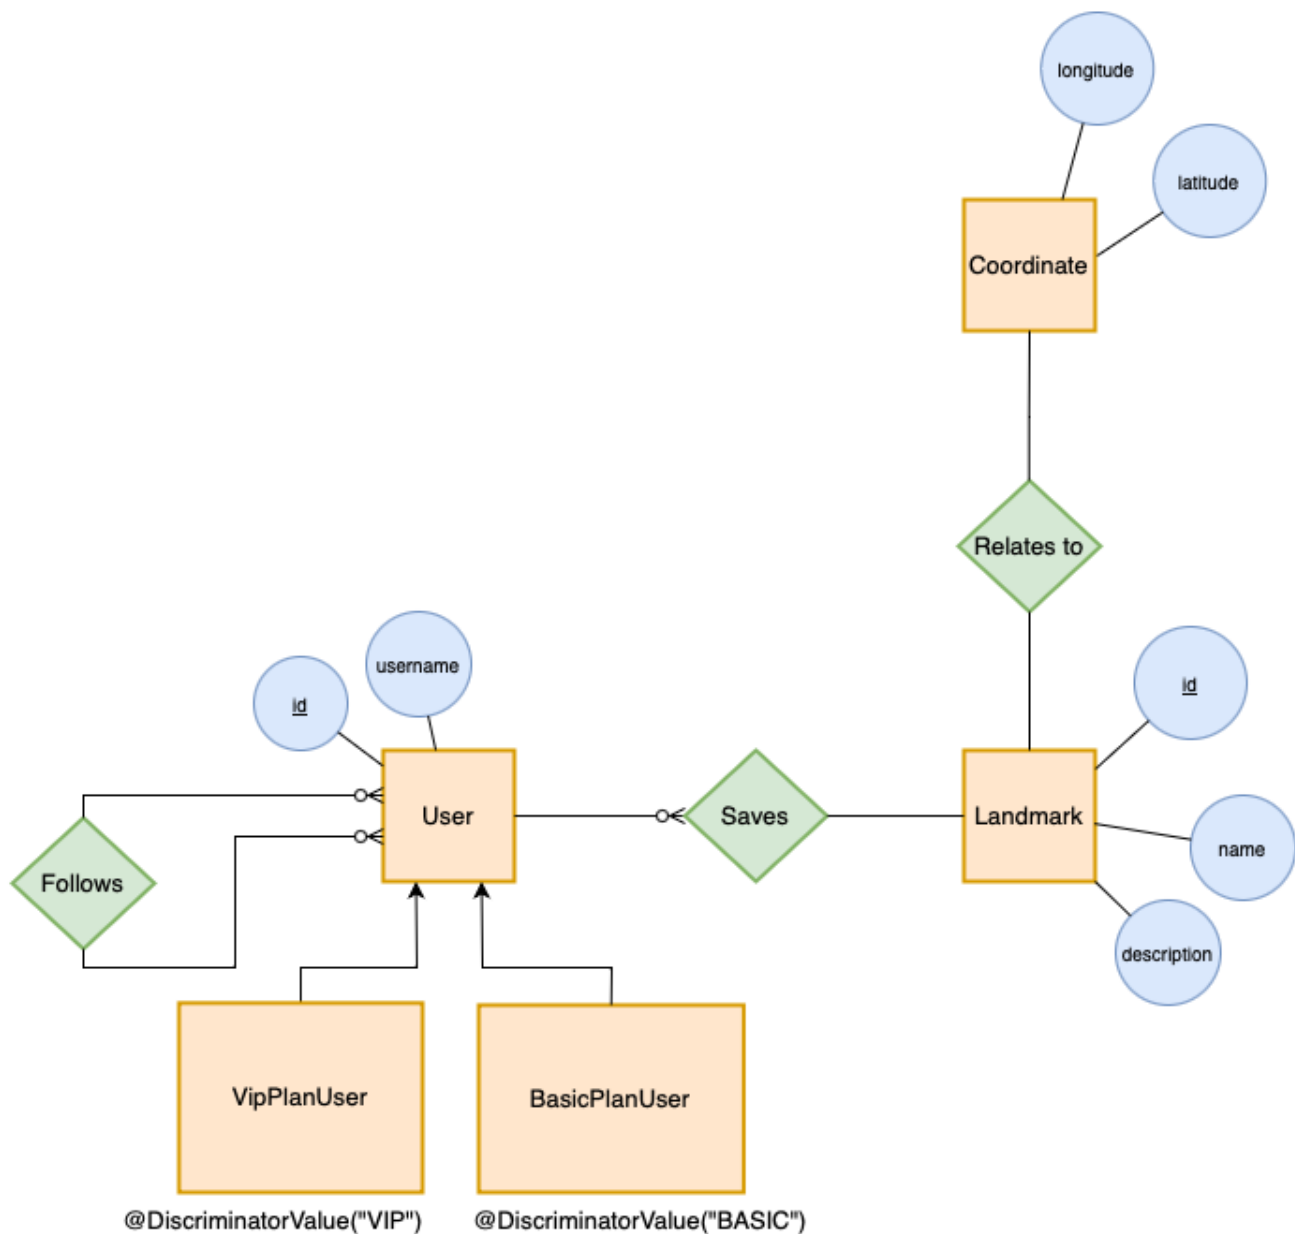 longitude
latitude
Coordinate
Relates to
id
username
id
User
Saves
Landmark
name
Follows
description
VipPlanUser
BasicPlanUser
@DiscriminatorValue("VIP")
@DiscriminatorValue("BASIC")